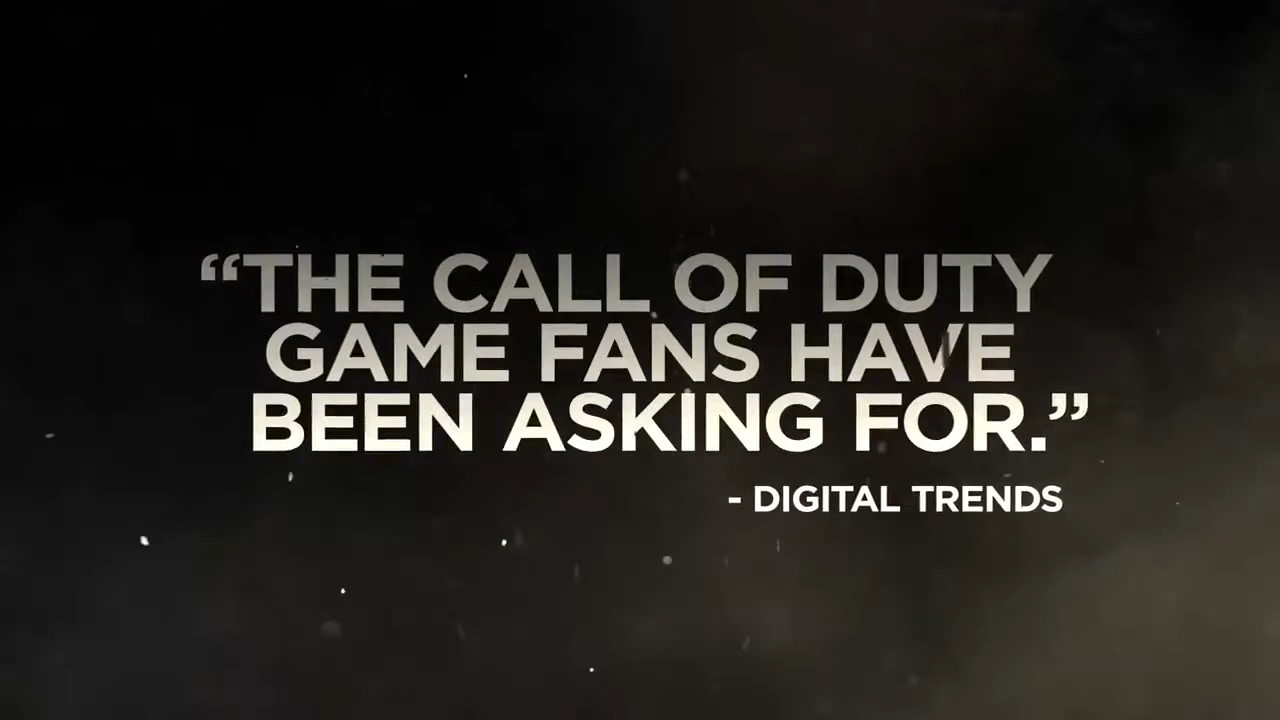 “THE CALL OF DUTY
GAME FANS HAVE
BEEN ASKING FOR.”
- DIGITAL TRENDS